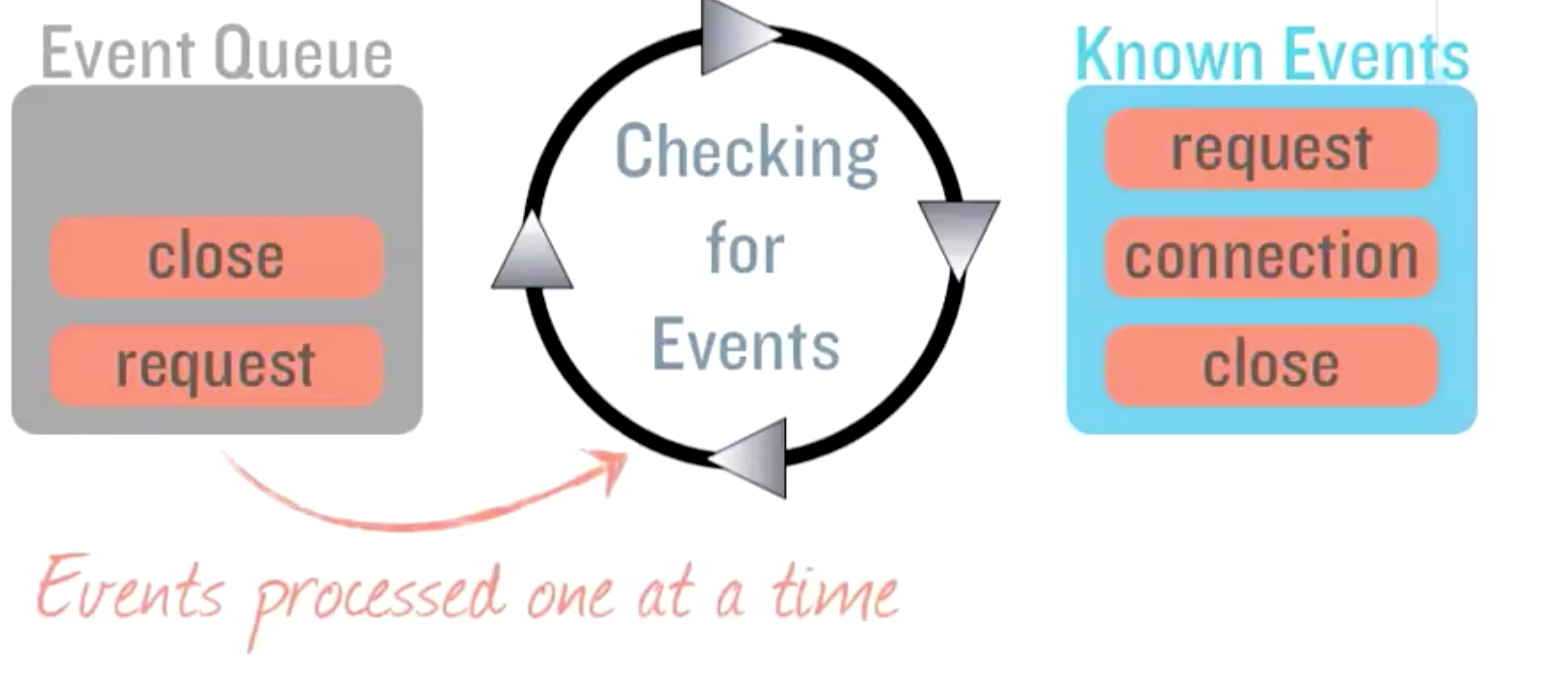 Event Queue
close
request
Checking
for
Events
Known Events
request
connection
close
Events processed one at a time